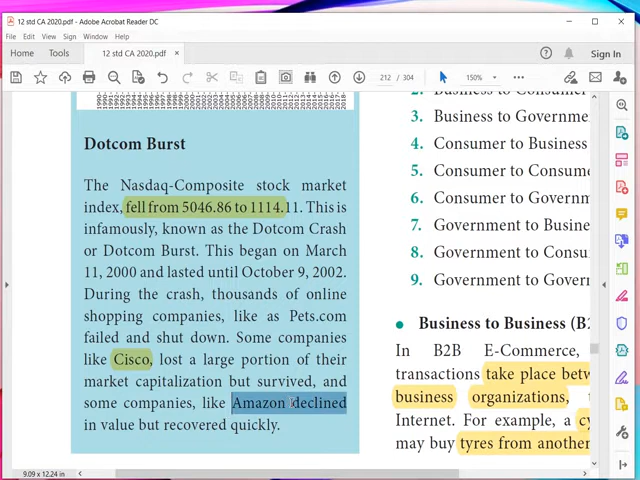 12 std CA 2020.pdf - Adobe Acrobat Reader DC
File Edit View Sign Window Help
Home Tools 12 std CA 2020.pdf × Sign In
212 / 304 150%
Dotcom Burst
The Nasdaq-Composite stock market
index, fell from 5046.86 to 1114.11. This is
infamously, known as the Dotcom Crash
or Dotcom Burst. This began on March
11, 2000 and lasted until October 9, 2002.
During the crash, thousands of online
shopping companies, like as Pets.com
failed and shut down. Some companies
like Cisco, lost a large portion of their
market capitalization but survived, and
some companies, like Amazon declined
in value but recovered quickly.
2. Business to Consume
3. Business to Governme
4. Consumer to Business
5. Consumer to Consume
6. Consumer to Governm
7. Government to Busine
8. Government to Consu
9. Government to Gover
• Business to Business (B2
In B2B E-Commerce,
transactions take place betw
business organizations,
Internet. For example, a cy
may buy tyres from another
9.09 x 12.24 in